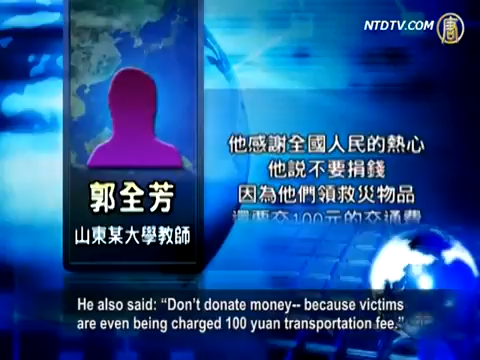 NTDTV.COM
唐
他感謝全國人民的熱心
他說不要捐錢
因為他們領救災物品
還要交100元的交通費
郭全芳
山東某大學教師
He also said: “Don’t donate money-- because victims
are even being charged 100 yuan transportation fee.”